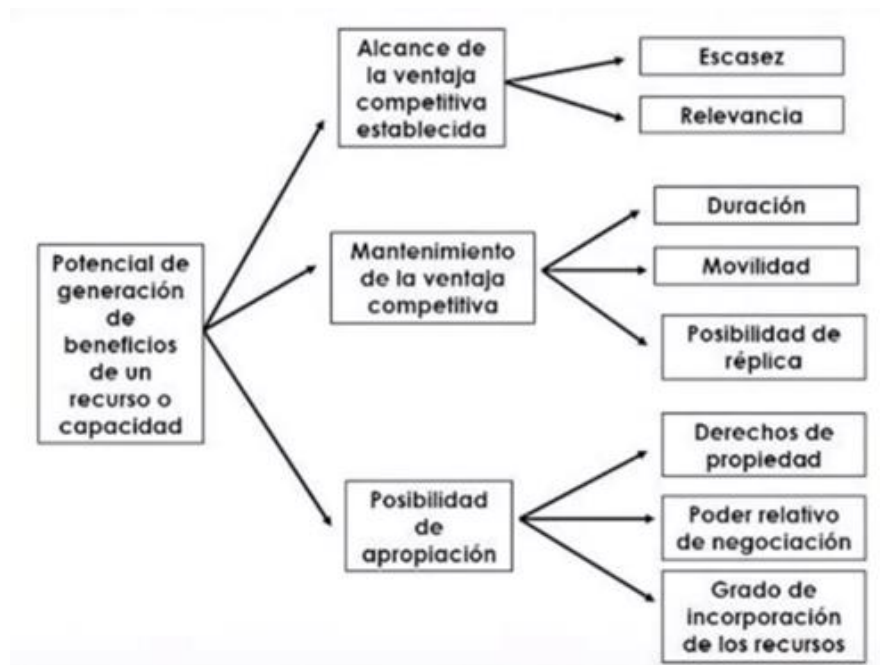 Potencial de
generación
de
beneficios
de un
recurso o
capacidad
Alcance de
la ventaja
competitiva
establecida
Escasez
Relevancia
Mantenimiento
de la ventaja
competitiva
Duración
Movilidad
Posibilidad de
réplica
Posibilidad
de
apropiación
Derechos de
propiedad
Poder relativo
de negociación
Grado de
incorporación
de los recursos